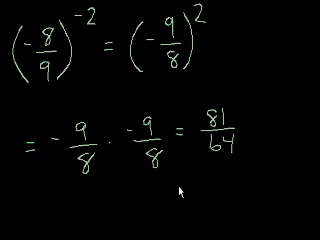 (-8/9)^-2 = (-9/8)^2
= -9/8 · -9/8 = 81/64